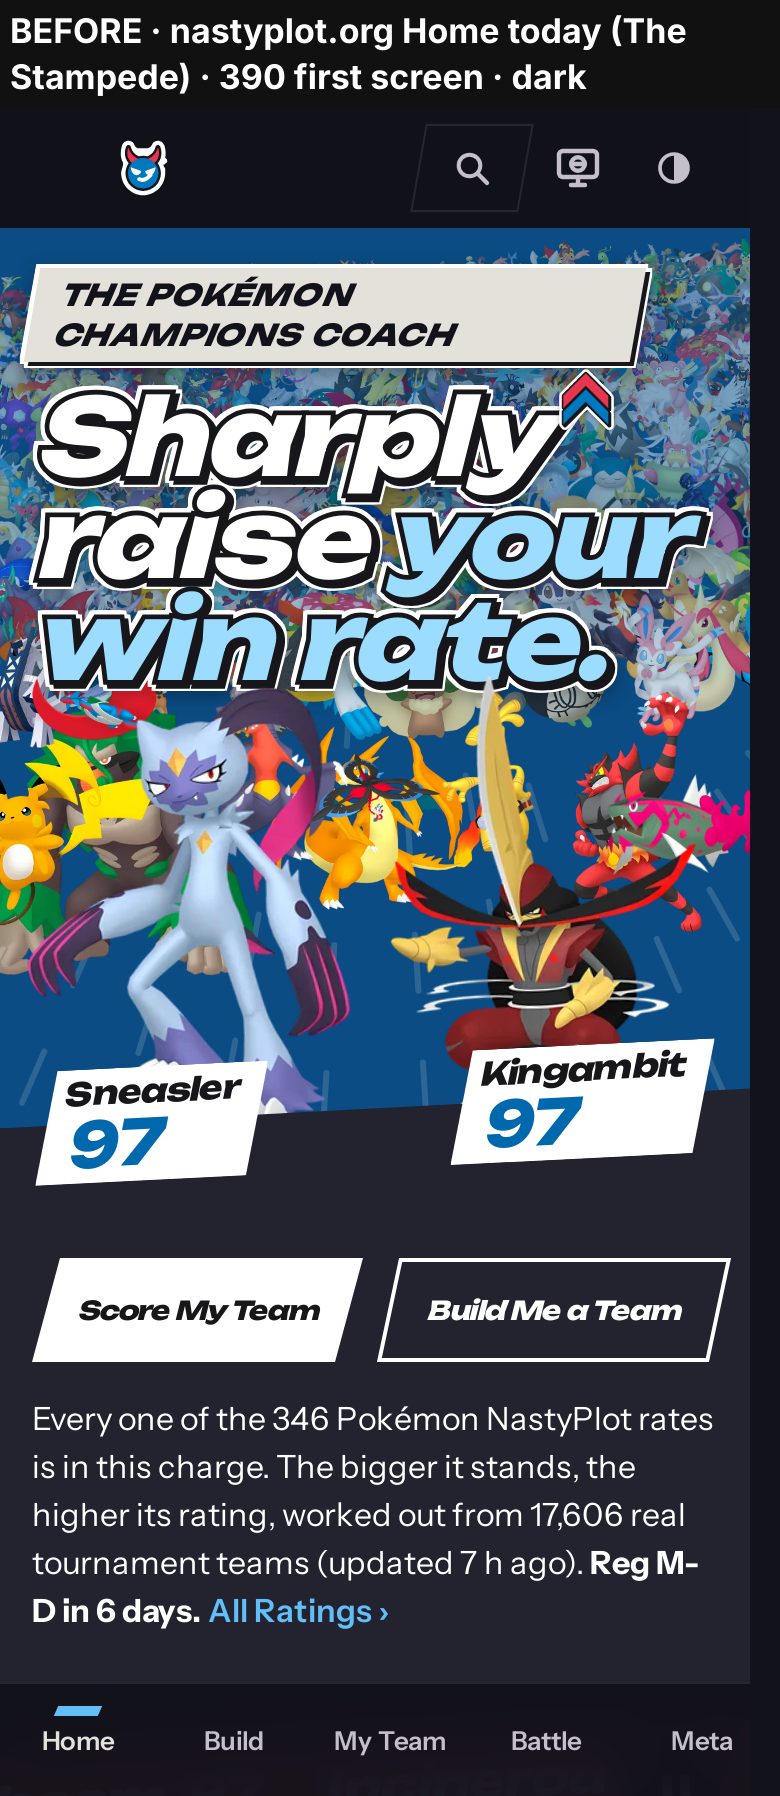 BEFORE · nastyplot.org Home today (The
Stampede) · 390 first screen · dark
THE POKÉMON
CHAMPIONS COACH
Sharply
raise your
win rate.
Sneasler
97
Kingambit
97
Score My Team
Build Me a Team
Every one of the 346 Pokémon NastyPlot rates
is in this charge. The bigger it stands, the
higher its rating, worked out from 17,606 real
tournament teams (updated 7 h ago). Reg M-
D in 6 days. All Ratings ›
Home
Build
My Team
Battle
Meta